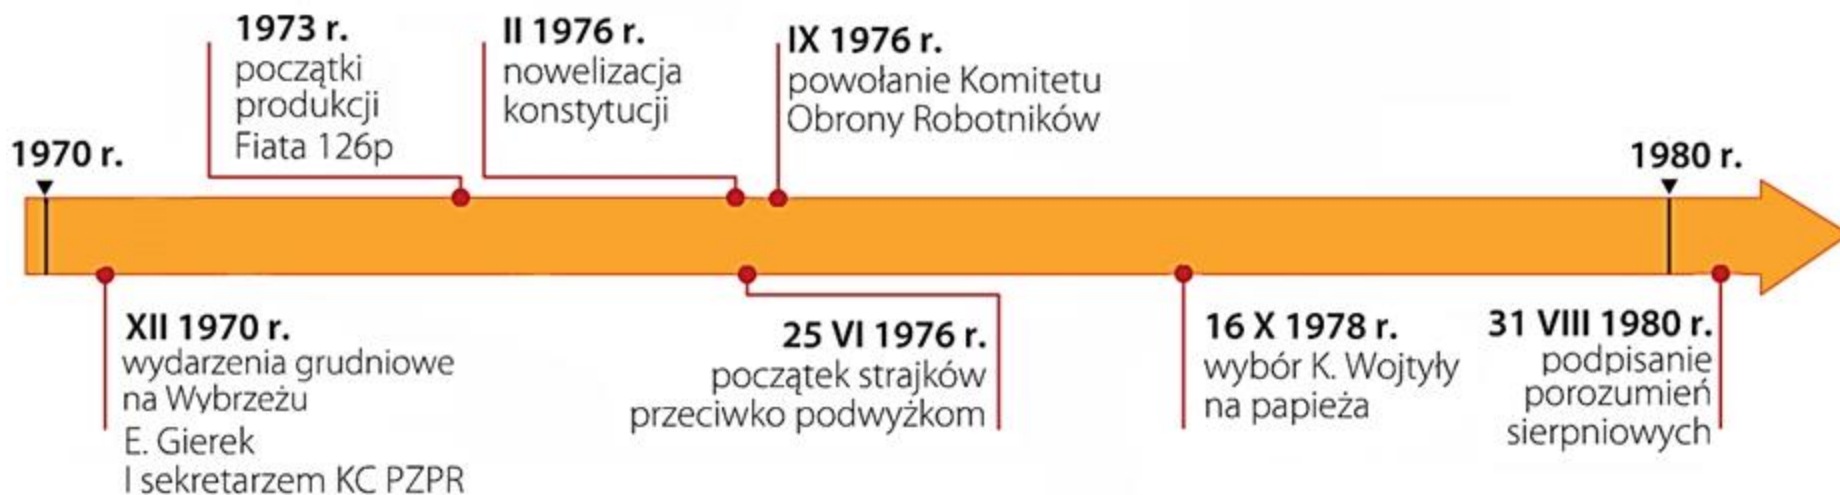 1970 r.
1973 r.
początki
produkcji
Fiata 126p
II 1976 r.
nowelizacja
konstytucji
IX 1976 r.
powołanie Komitetu
Obrony Robotników
1980 r.
XII 1970 r.
wydarzenia grudniowe
na Wybrzeżu
E. Gierek
I sekretarzem KC PZPR
25 VI 1976 r.
początek strajków
przeciwko podwyżkom
16 X 1978 r.
wybór K. Wojtyły
na papieża
31 VIII 1980 r.
podpisanie
porozumień
sierpniowych